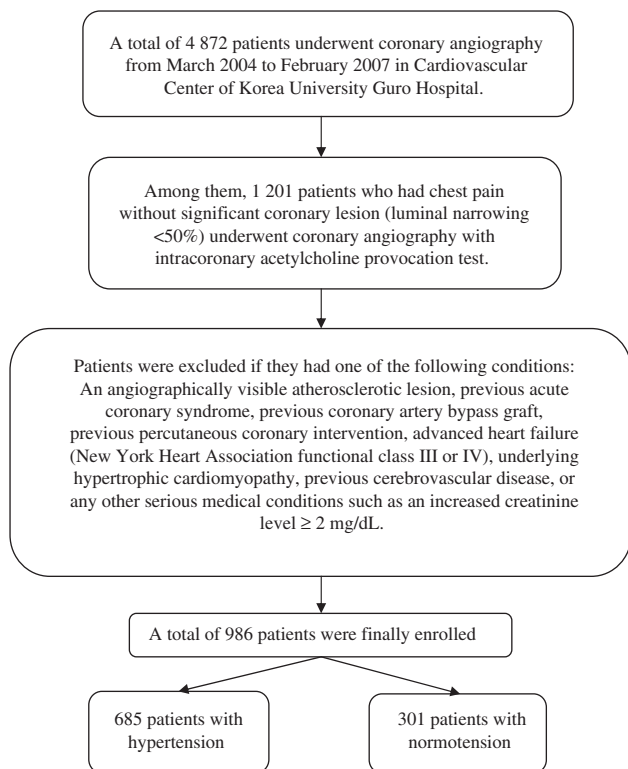 A total of 4 872 patients underwent coronary angiography
from March 2004 to February 2007 in Cardiovascular
Center of Korea University Guro Hospital.
Among them, 1 201 patients who had chest pain
without significant coronary lesion (luminal narrowing
<50%) underwent coronary angiography with
intracoronary acetylcholine provocation test.
Patients were excluded if they had one of the following conditions:
An angiographically visible atherosclerotic lesion, previous acute
coronary syndrome, previous coronary artery bypass graft,
previous percutaneous coronary intervention, advanced heart failure
(New York Heart Association functional class III or IV), underlying
hypertrophic cardiomyopathy, previous cerebrovascular disease, or
any other serious medical conditions such as an increased creatinine
level ≥ 2 mg/dL.
A total of 986 patients were finally enrolled
685 patients with
hypertension
301 patients with
normotension